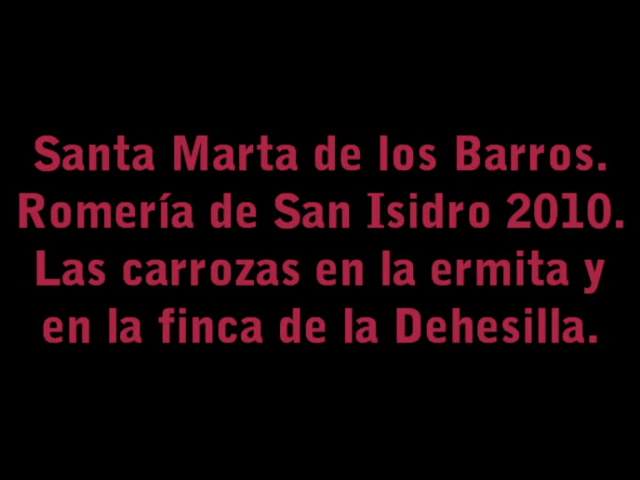 Santa Marta de los Barros.
Romería de San Isidro 2010.
Las carrozas en la ermita y
en la finca de la Dehesilla.